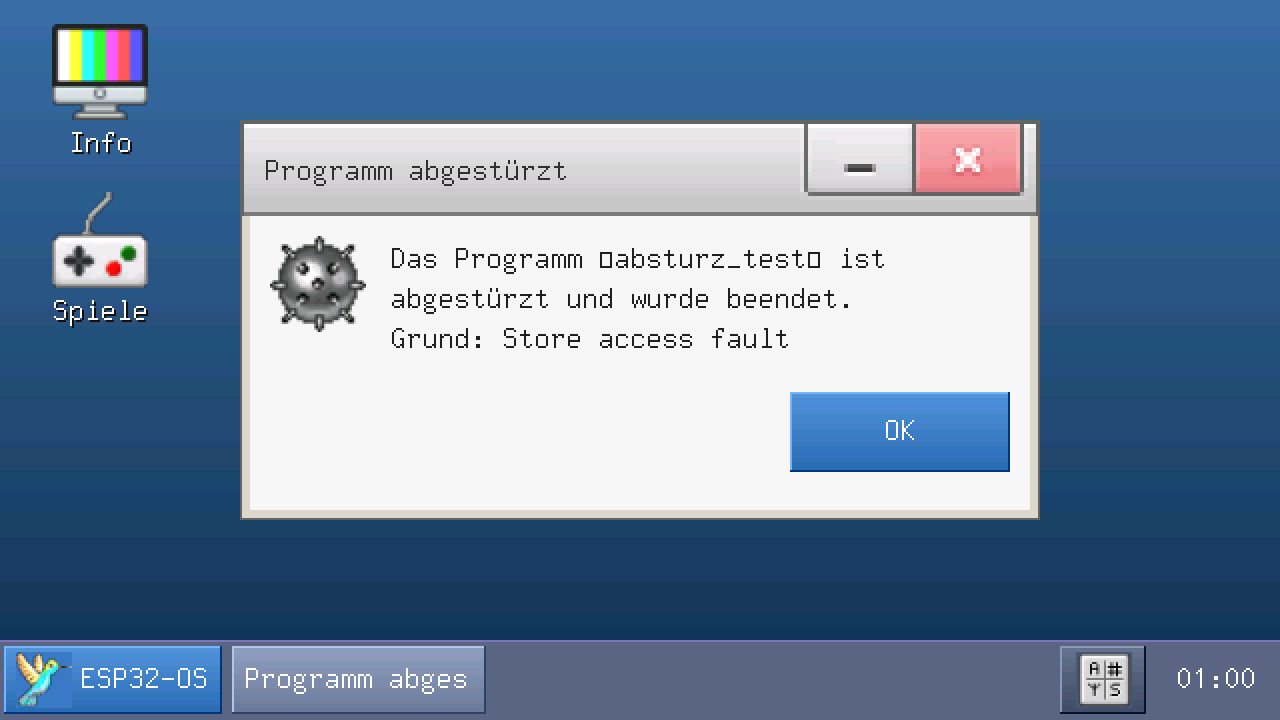 Info
Spiele
Programm abgestürzt
Das Programm □absturz_test□ ist
abgestürzt und wurde beendet.
Grund: Store access fault
OK
ESP32-OS
Programm abges
A #
Y S
01:00